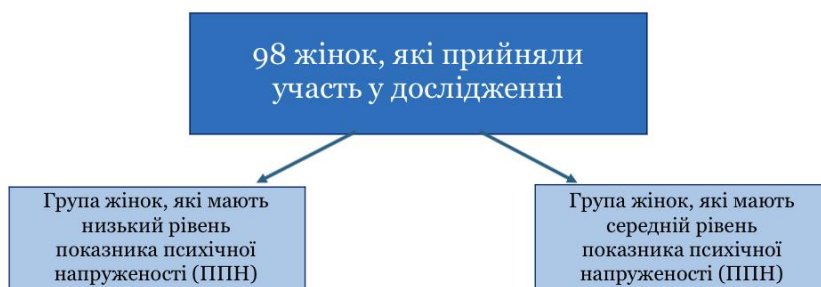 98 жінок, які прийняли
участь у дослідженні
Група жінок, які мають
низький рівень
показника психічної
напруженості (ППН)
Група жінок, які мають
середній рівень
показника психічної
напруженості (ППН)